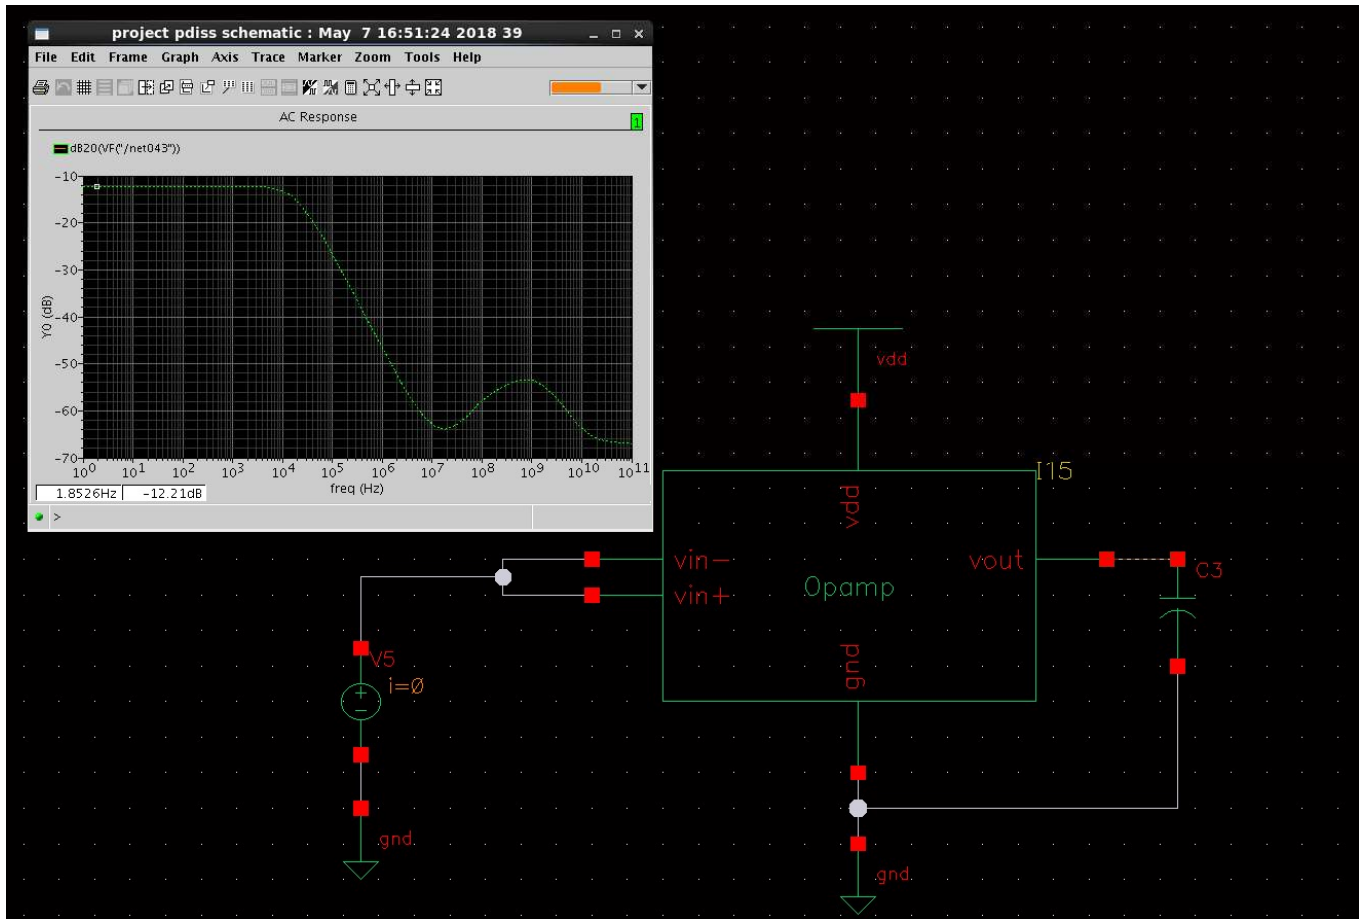 project pdiss schematic : May 7 16:51:24 2018 39
File Edit Frame Graph Axis Trace Marker Zoom Tools Help
AC Response
1
dB20(VF("/net043"))
Y0 (dB)
-10
-20
-30
-40
-50
-60
-70
10^0 10^1 10^2 10^3 10^4 10^5 10^6 10^7 10^8 10^9 10^10 10^11
freq (Hz)
1.8526Hz -12.21dB
>
vdd
I15
vdd
vin-
vin+
Opamp
vout
gnd
C3
V5
i=0
gnd
gnd